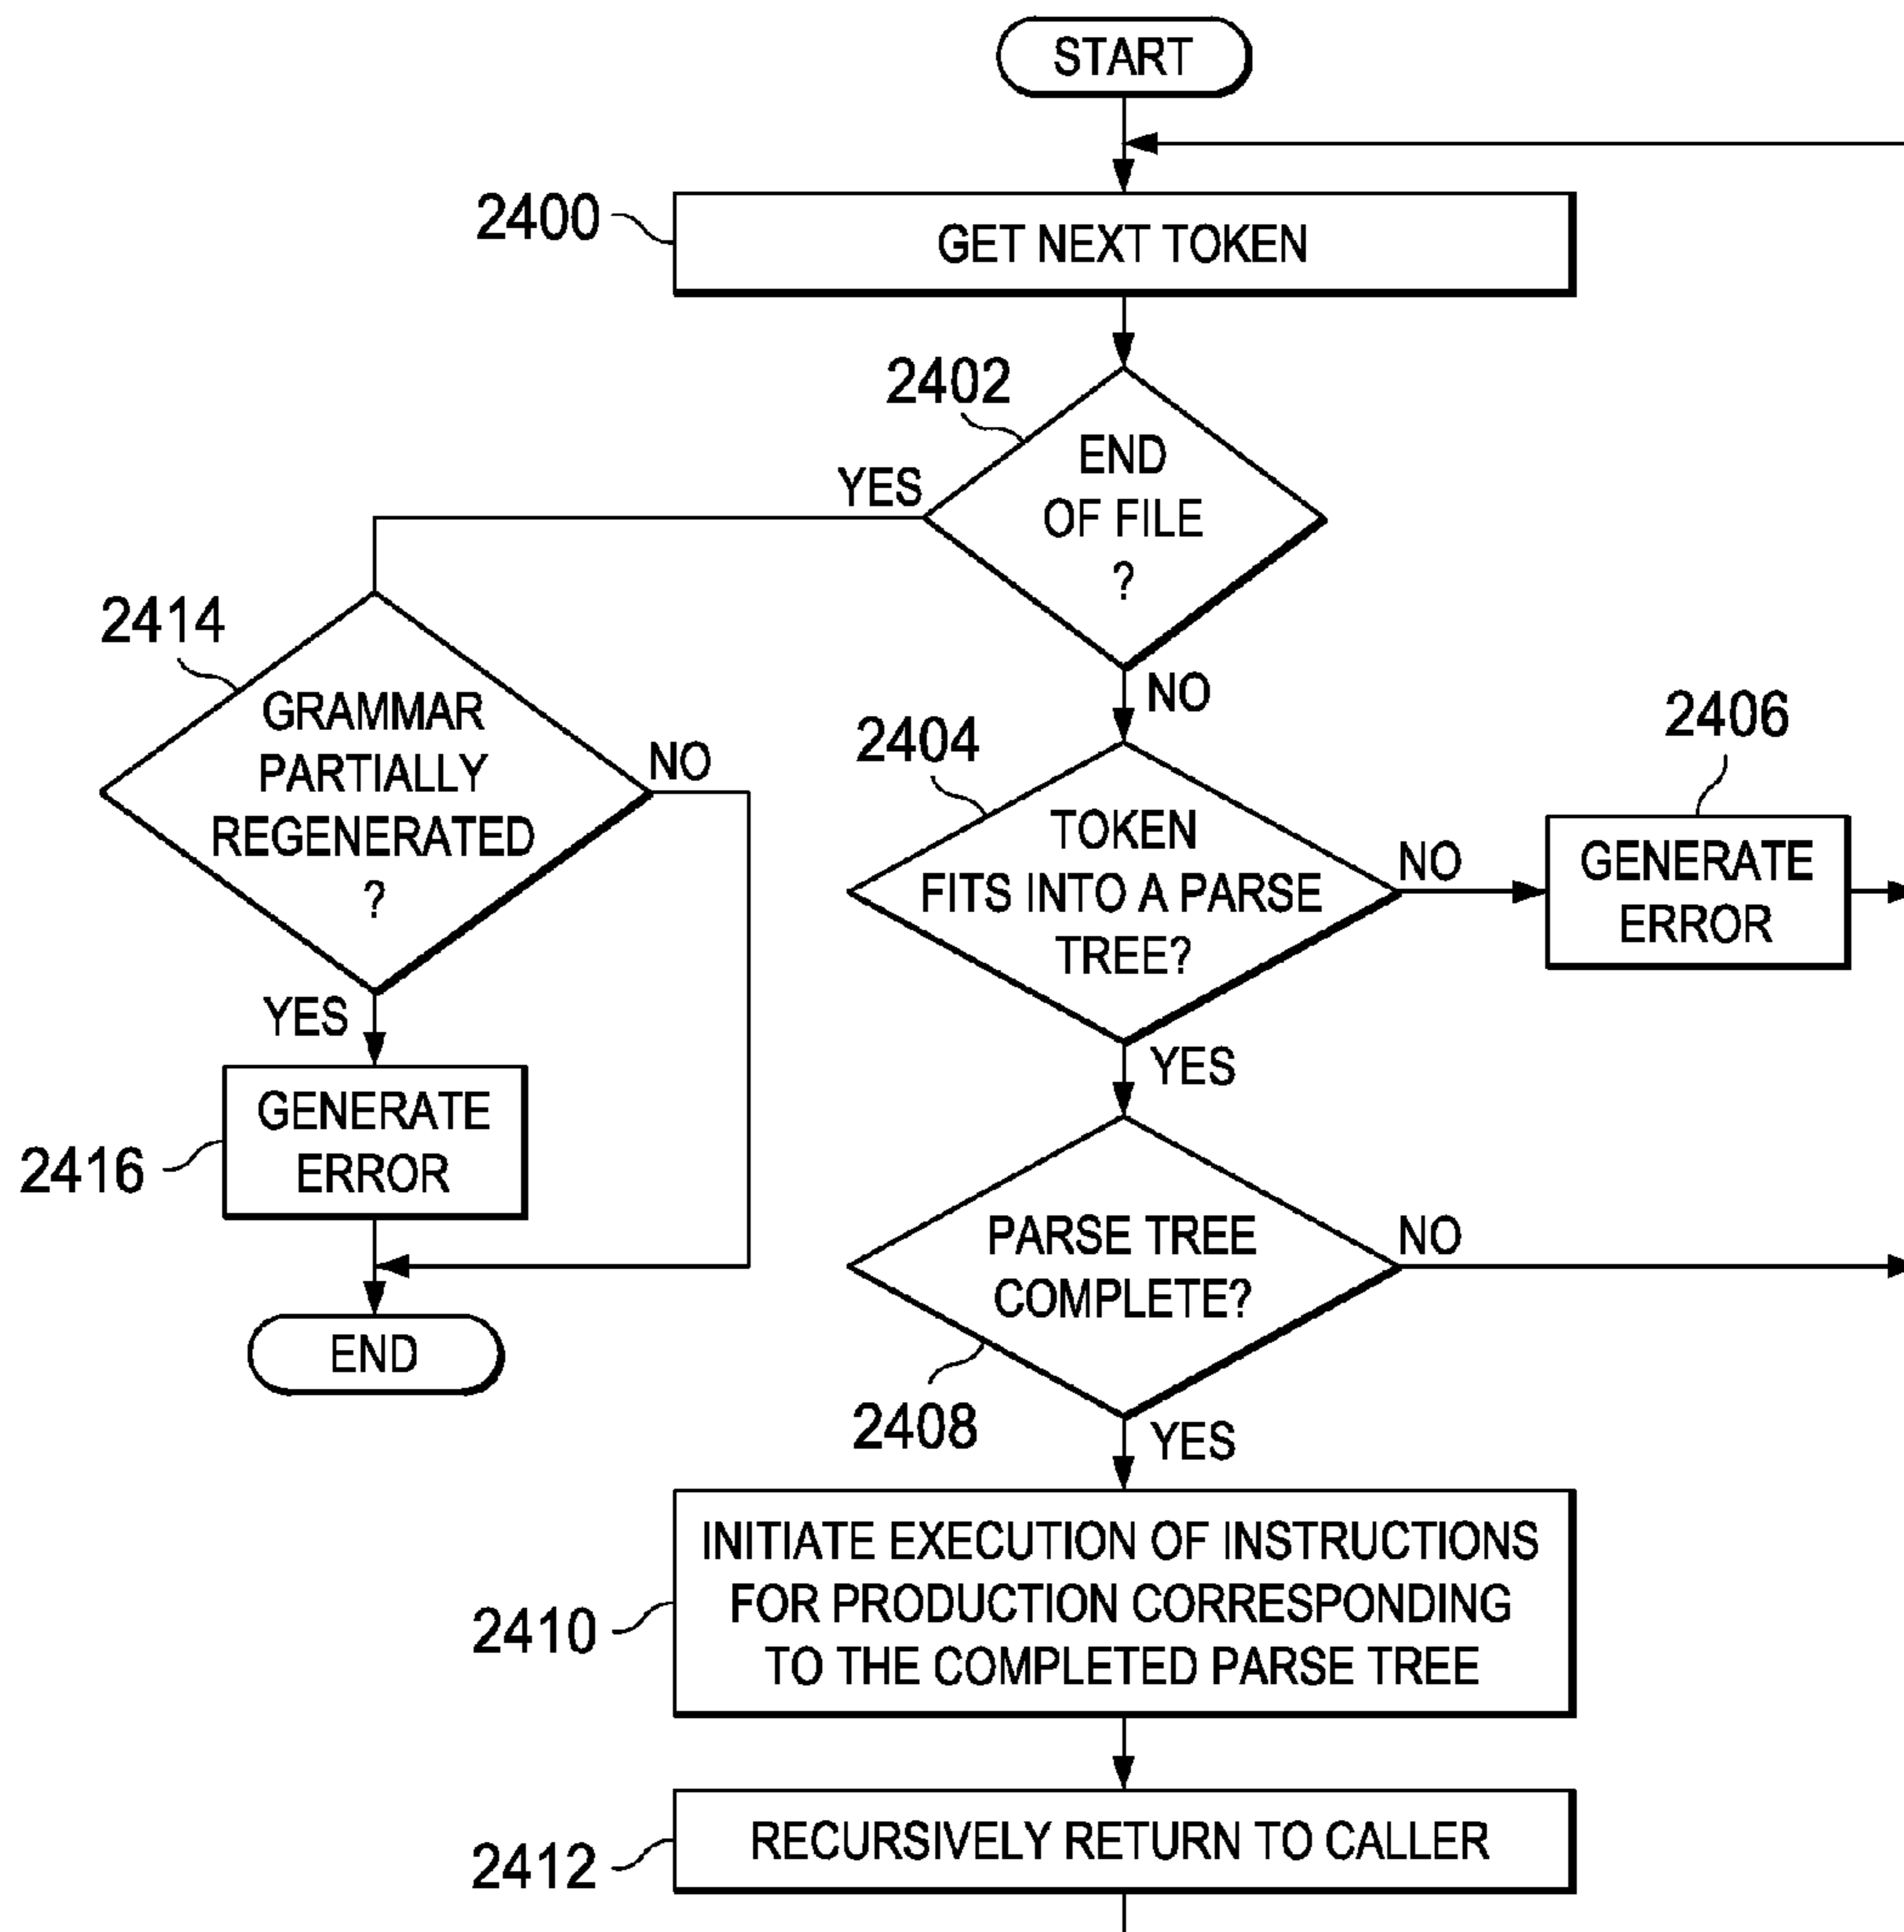 START
2400
GET NEXT TOKEN
2402
END
OF FILE
?
YES
NO
2414
GRAMMAR
PARTIALLY
REGENERATED
?
NO
YES
2416
GENERATE
ERROR
END
2404
TOKEN
FITS INTO A PARSE
TREE?
NO
2406
GENERATE
ERROR
YES
PARSE TREE
COMPLETE?
NO
2408
YES
2410
INITIATE EXECUTION OF INSTRUCTIONS
FOR PRODUCTION CORRESPONDING
TO THE COMPLETED PARSE TREE
2412
RECURSIVELY RETURN TO CALLER